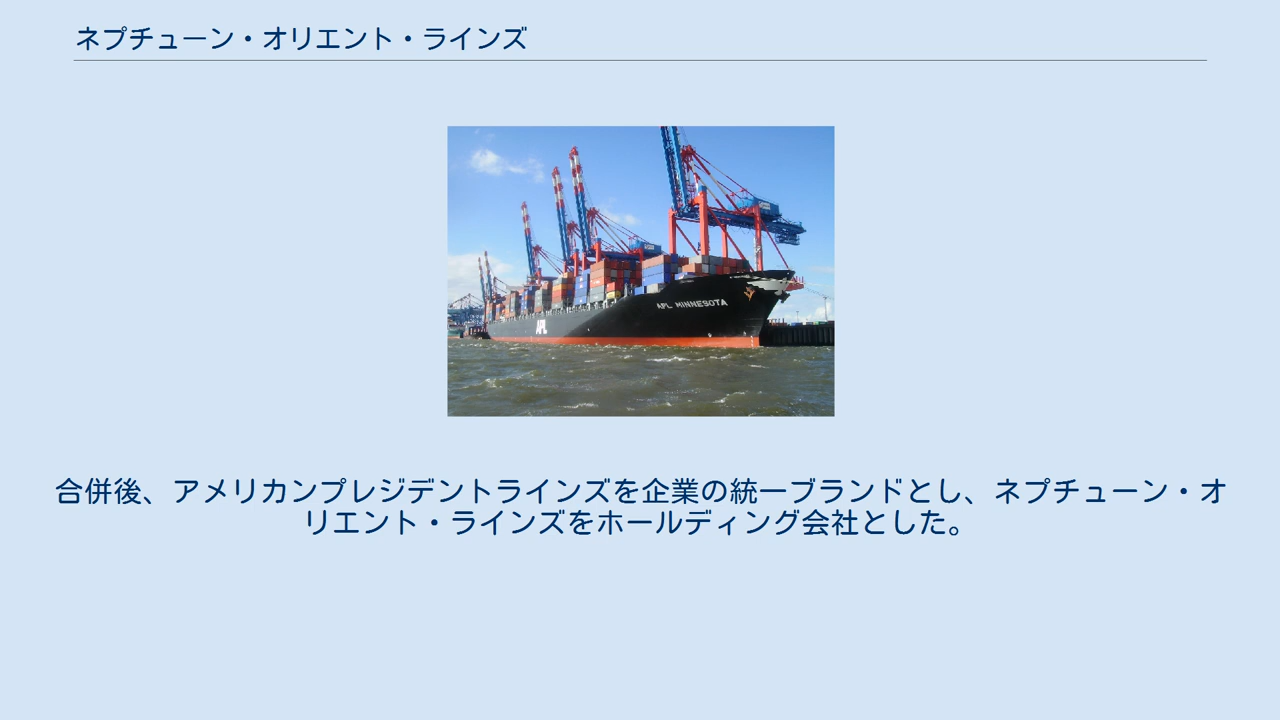 ネプチューン・オリエント・ラインズ
APL MINNESOTA
APL
合併後、アメリカンプレジデントラインズを企業の統一ブランドとし、ネプチューン・オ
リエント・ラインズをホールディング会社とした。